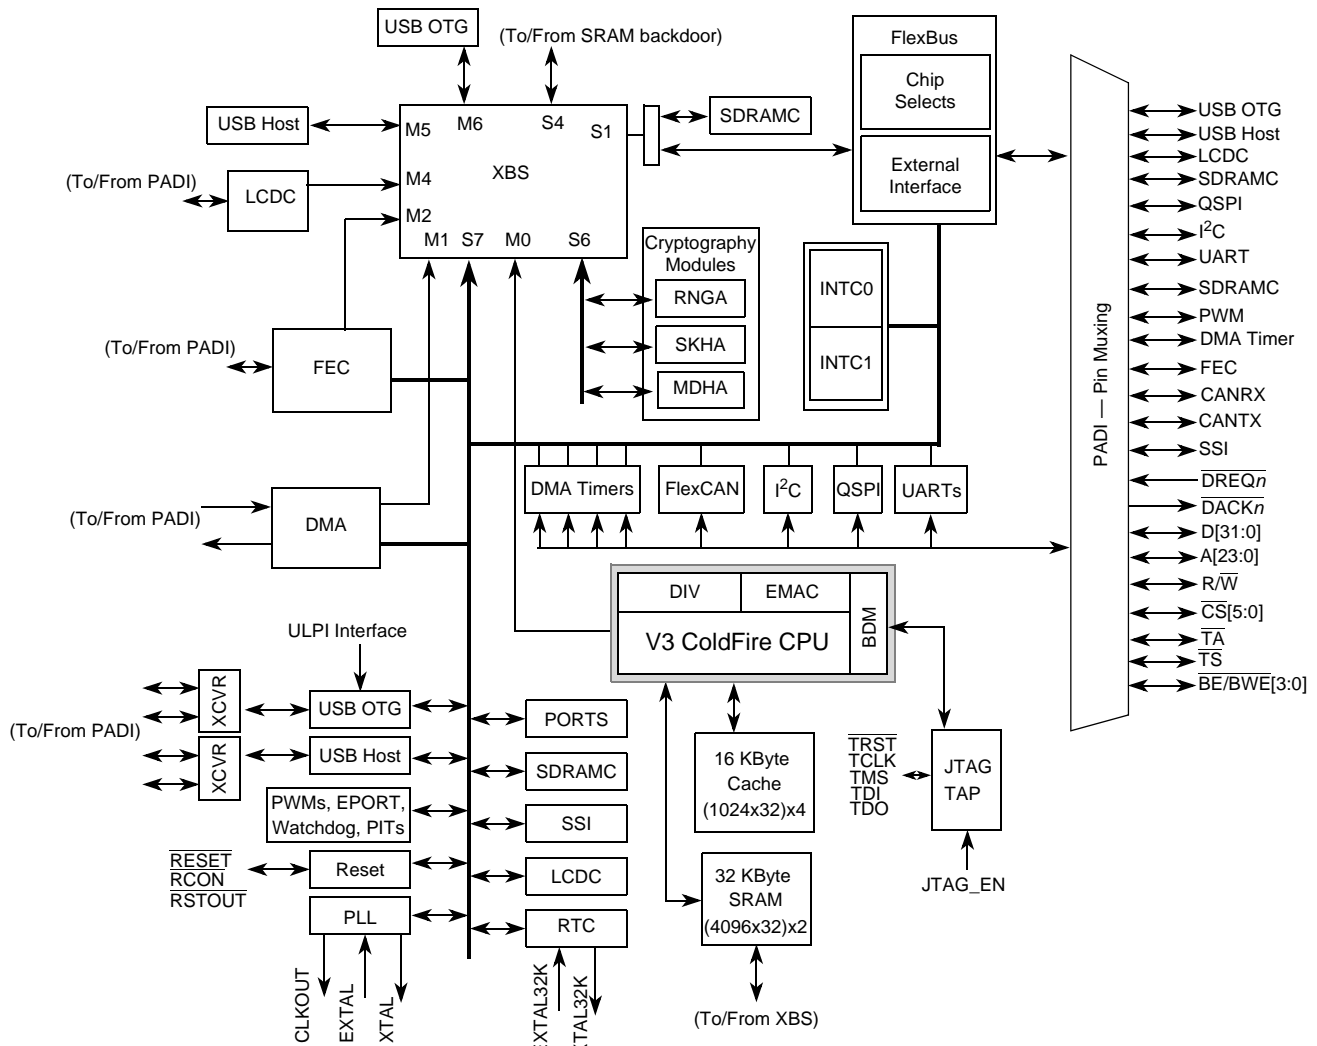 USB OTG
(To/From SRAM backdoor)
FlexBus
Chip
Selects
External
Interface
USB Host
M5
M6
S4
S1
SDRAMC
XBS
(To/From PADI)
LCDC
M4
M2
M1
S7
M0
S6
Cryptography
Modules
RNGA
SKHA
MDHA
INTC0
INTC1
(To/From PADI)
FEC
DMA Timers
FlexCAN
I²C
QSPI
UARTs
(To/From PADI)
DMA
DIV
EMAC
BDM
V3 ColdFire CPU
ULPI Interface
XCVR
USB OTG
(To/From PADI)
XCVR
USB Host
PWMs, EPORT,
Watchdog, PITs
RESET
RCON
RSTOUT
Reset
PLL
CLKOUT
EXTAL
XTAL
PORTS
SDRAMC
SSI
LCDC
RTC
EXTAL32K
XTAL32K
16 KByte
Cache
(1024x32)x4
32 KByte
SRAM
(4096x32)x2
(To/From XBS)
TRST
TCLK
TMS
TDI
TDO
JTAG
TAP
JTAG_EN
PADI — Pin Muxing
USB OTG
USB Host
LCDC
SDRAMC
QSPI
I²C
UART
SDRAMC
PWM
DMA Timer
FEC
CANRX
CANTX
SSI
DREQn
DACKn
D[31:0]
A[23:0]
R/W
CS[5:0]
TA
TS
BE/BWE[3:0]